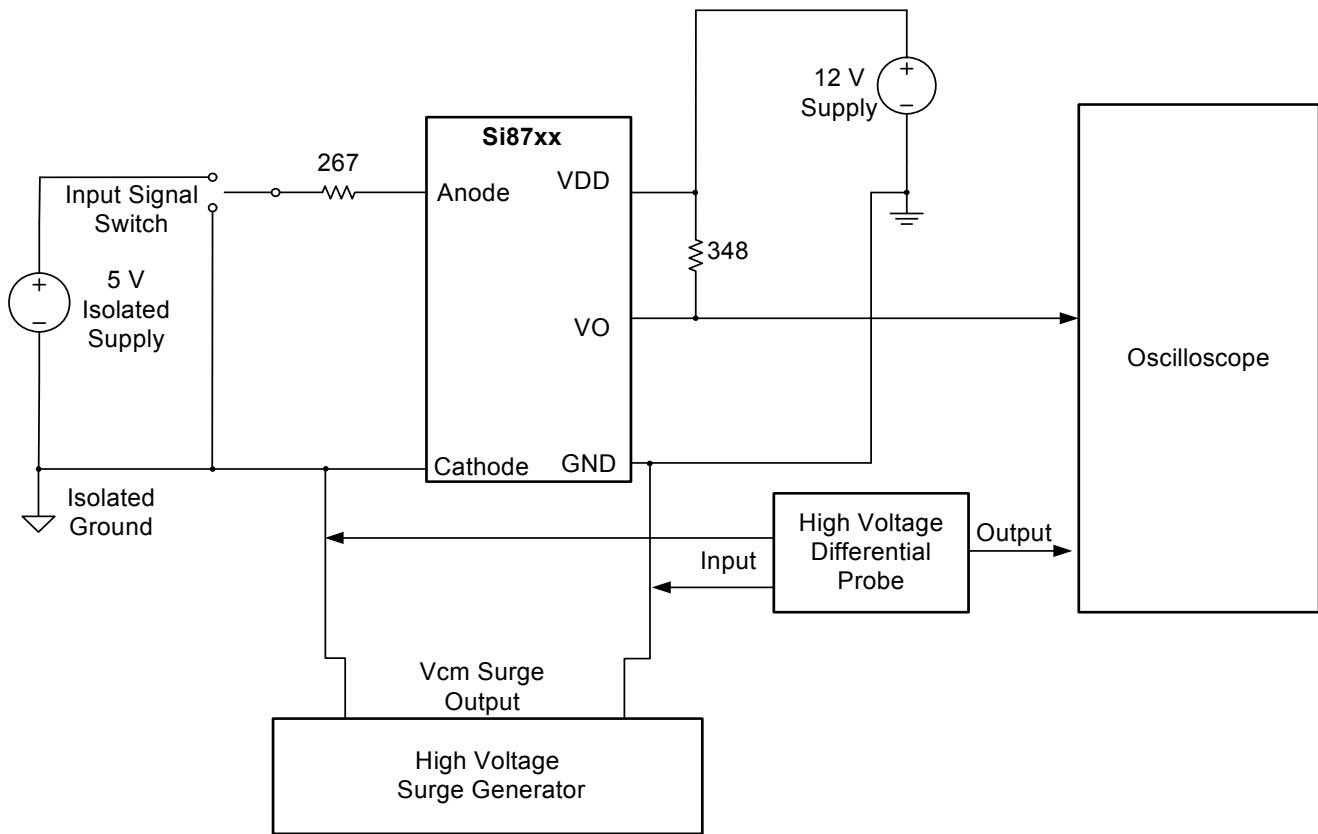 12 V
Supply
Si87xx
267
Input Signal
Switch
Anode
VDD
348
5 V
Isolated
Supply
VO
Oscilloscope
Cathode
GND
Isolated
Ground
High Voltage
Differential
Probe
Output
Input
Vcm Surge
Output
High Voltage
Surge Generator